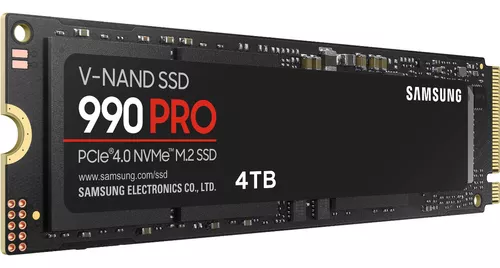 V-NAND SSD
990 PRO
PCIe®4.0 NVMe™ M.2 SSD
www.samsung.com/ssd
SAMSUNG ELECTRONICS CO., LTD.
4TB
SAMSUNG